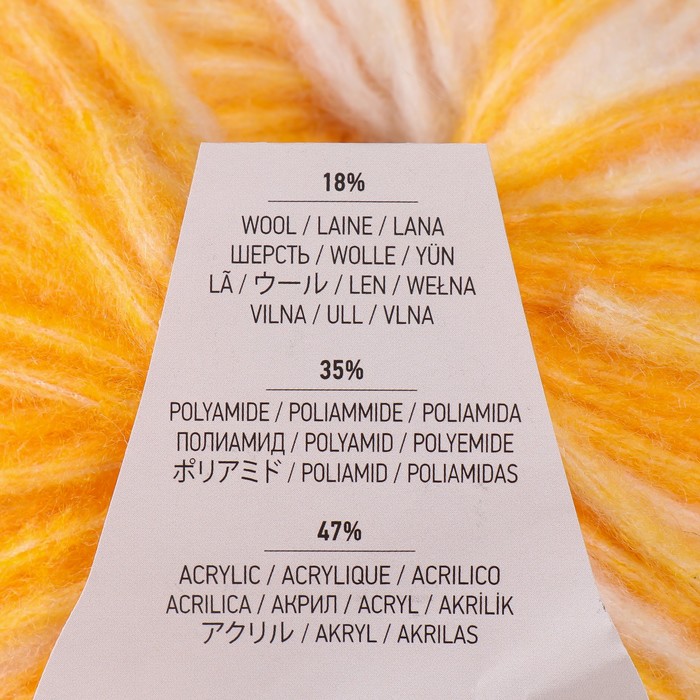 18%
WOOL / LAINE / LANA
ШЕРСТЬ / WOLLE / YÜN
LÃ / ウール / LEN / WEŁNA
VILNA / ULL / VLNA
35%
POLYAMIDE / POLIAMMIDE / POLIAMIDA
ПОЛИАМИД / POLYAMID / POLYEMIDE
ポリアミド / POLIAMID / POLIAMIDAS
47%
ACRYLIC / ACRYLIQUE / ACRILICO
ACRILICA / АКРИЛ / ACRYL / AKRİLİK
アクリル / AKRYL / AKRILAS